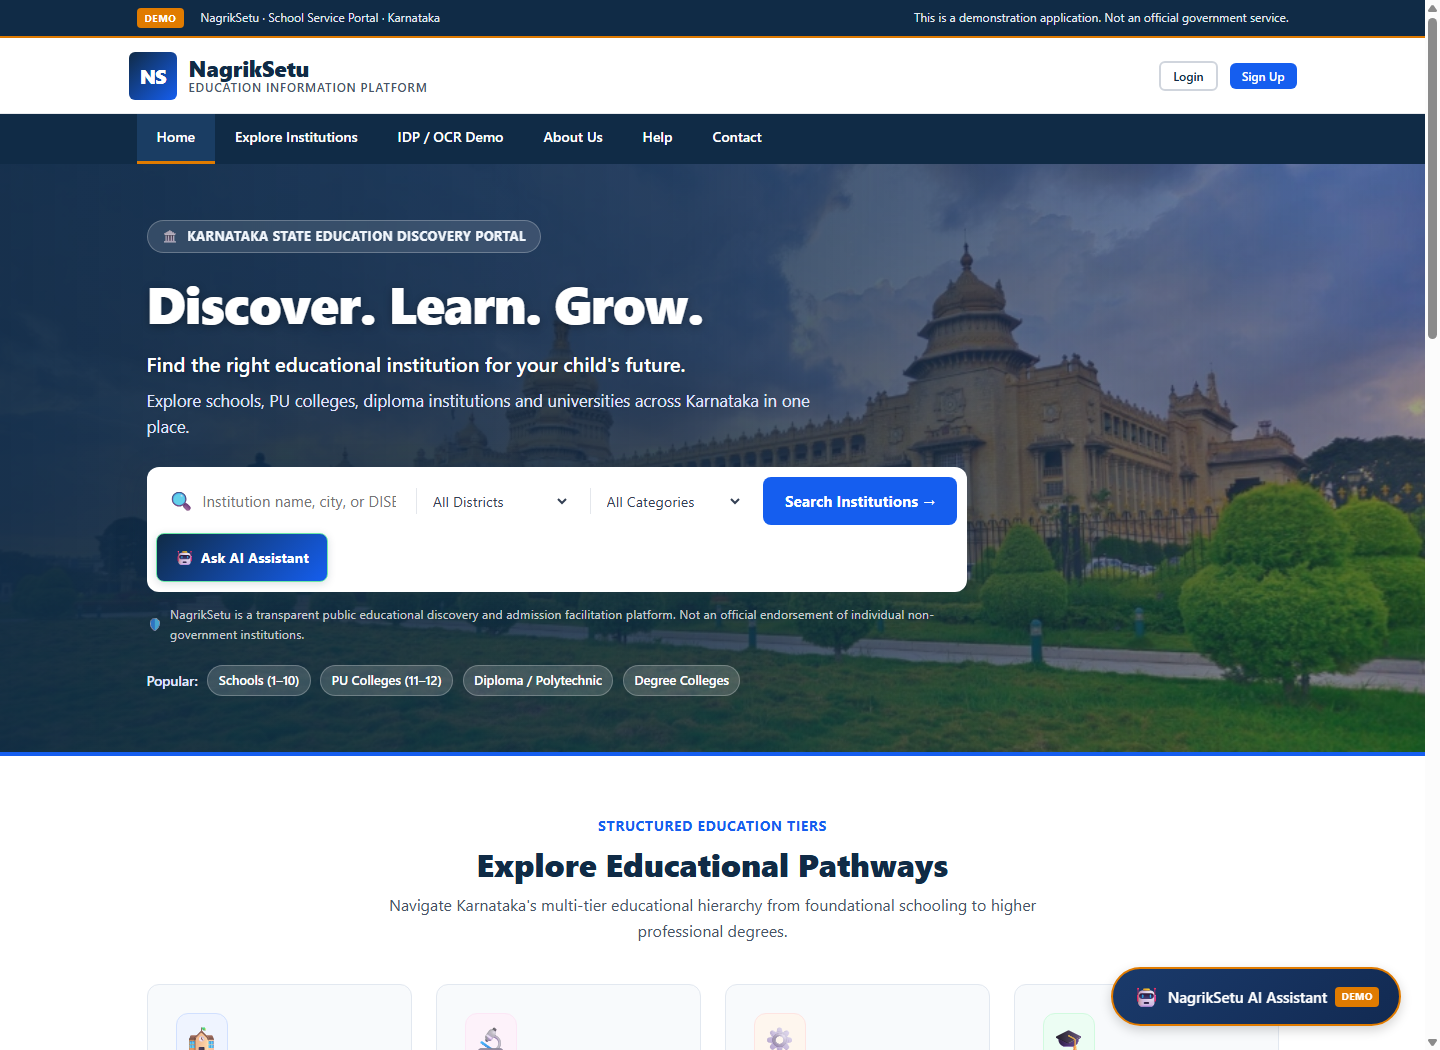 DEMO NagrikSetu · School Service Portal · Karnataka
This is a demonstration application. Not an official government service.
NS
NagrikSetu
EDUCATION INFORMATION PLATFORM
Login
Sign Up
Home
Explore Institutions
IDP / OCR Demo
About Us
Help
Contact
KARNATAKA STATE EDUCATION DISCOVERY PORTAL
Discover. Learn. Grow.
Find the right educational institution for your child's future.
Explore schools, PU colleges, diploma institutions and universities across Karnataka in one
place.
Institution name, city, or DISE
All Districts
All Categories
Search Institutions →
Ask AI Assistant
NagrikSetu is a transparent public educational discovery and admission facilitation platform. Not an official endorsement of individual non-
government institutions.
Popular:
Schools (1–10)
PU Colleges (11–12)
Diploma / Polytechnic
Degree Colleges
STRUCTURED EDUCATION TIERS
Explore Educational Pathways
Navigate Karnataka's multi-tier educational hierarchy from foundational schooling to higher
professional degrees.
NagrikSetu AI Assistant DEMO